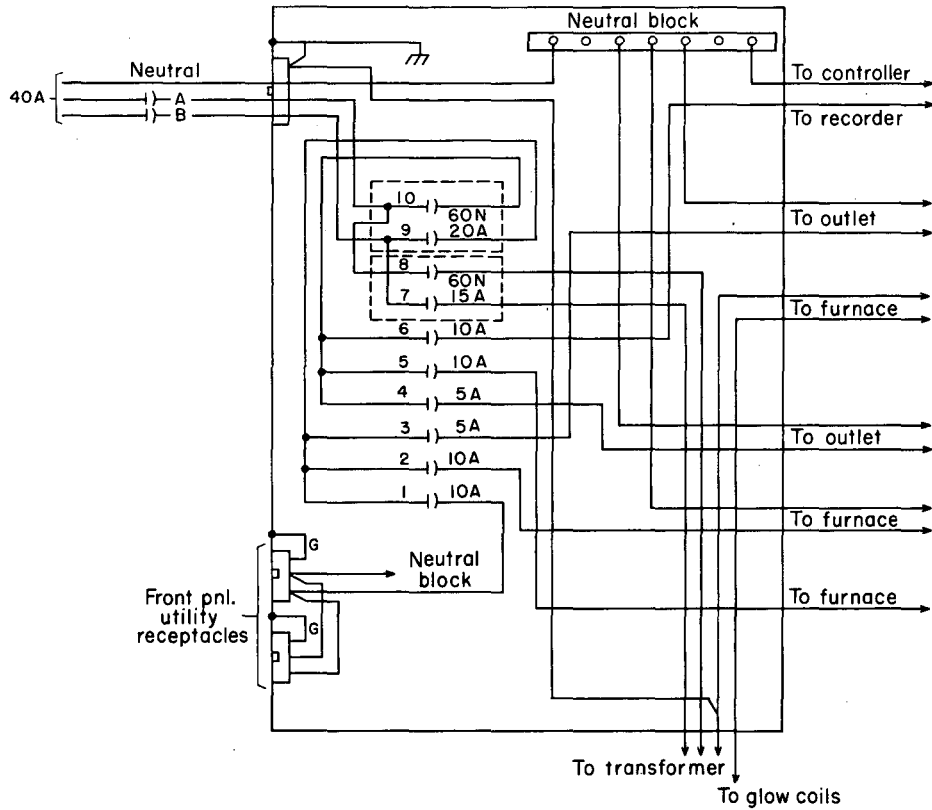 Neutral block
Neutral
To controller
40A
A
B
To recorder
10
60N
9
20A
To outlet
8
60N
7
15A
To furnace
6
10A
5
10A
4
5A
3
5A
To outlet
2
10A
1
10A
To furnace
G
Neutral
block
Front pnl.
utility
receptacles
To furnace
G
To transformer
To glow coils